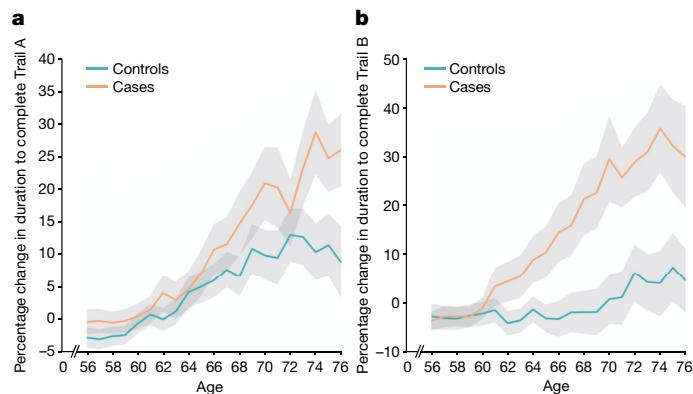 a
Percentage change in duration to complete Trail A
40
35
30
25
20
15
10
5
0
–5
Controls
Cases
0 56 58 60 62 64 66 68 70 72 74 76
Age
b
Percentage change in duration to complete Trail B
50
40
30
20
10
0
–10
Controls
Cases
0 56 58 60 62 64 66 68 70 72 74 76
Age